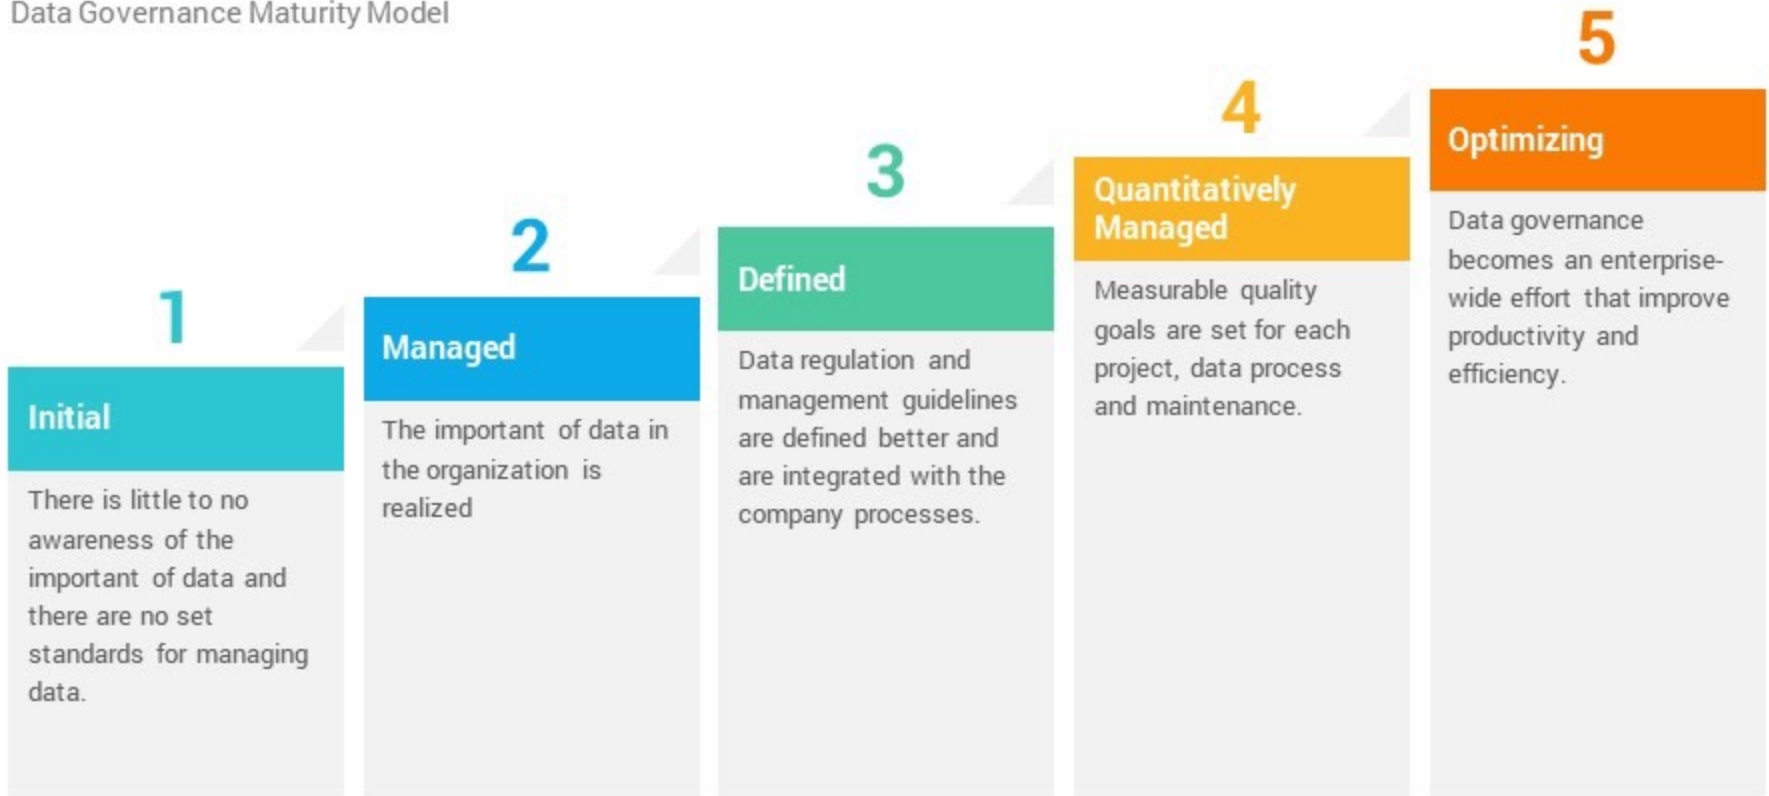 Data Governance Maturity Model
1
Initial
There is little to no
awareness of the
important of data and
there are no set
standards for managing
data.
2
Managed
The important of data in
the organization is
realized
3
Defined
Data regulation and
management guidelines
are defined better and
are integrated with the
company processes.
4
Quantitatively
Managed
Measurable quality
goals are set for each
project, data process
and maintenance.
5
Optimizing
Data governance
becomes an enterprise-
wide effort that improve
productivity and
efficiency.